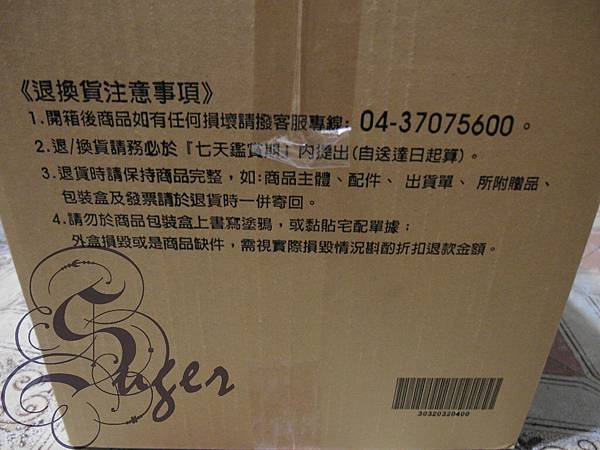 《退換貨注意事項》
1.開箱後商品如有任何損壞請撥客服專線: 04-37075600。
2.退/換貨請務必於『七天鑑賞期』內提出(自送達日起算)。
3.退貨時請保持商品完整，如:商品主體、配件、出貨單、所附贈品、
包裝盒及發票請於退貨時一併寄回。
4.請勿於商品包裝盒上書寫塗鴉，或黏貼宅配單據；
外盒損毀或是商品缺件，需視實際損毀情況斟酌折扣退款金額。
Suger
30320320400